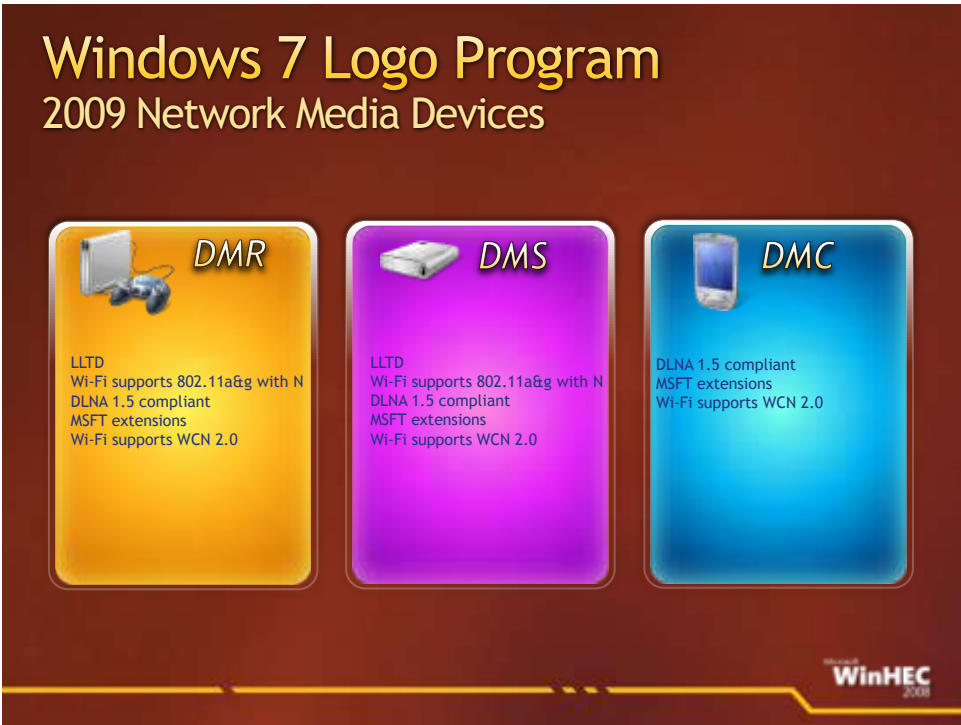 Windows 7 Logo Program
2009 Network Media Devices
DMR
LLTD
Wi-Fi supports 802.11a&g with N
DLNA 1.5 compliant
MSFT extensions
Wi-Fi supports WCN 2.0
DMS
LLTD
Wi-Fi supports 802.11a&g with N
DLNA 1.5 compliant
MSFT extensions
Wi-Fi supports WCN 2.0
DMC
DLNA 1.5 compliant
MSFT extensions
Wi-Fi supports WCN 2.0
Microsoft
WinHEC
2008